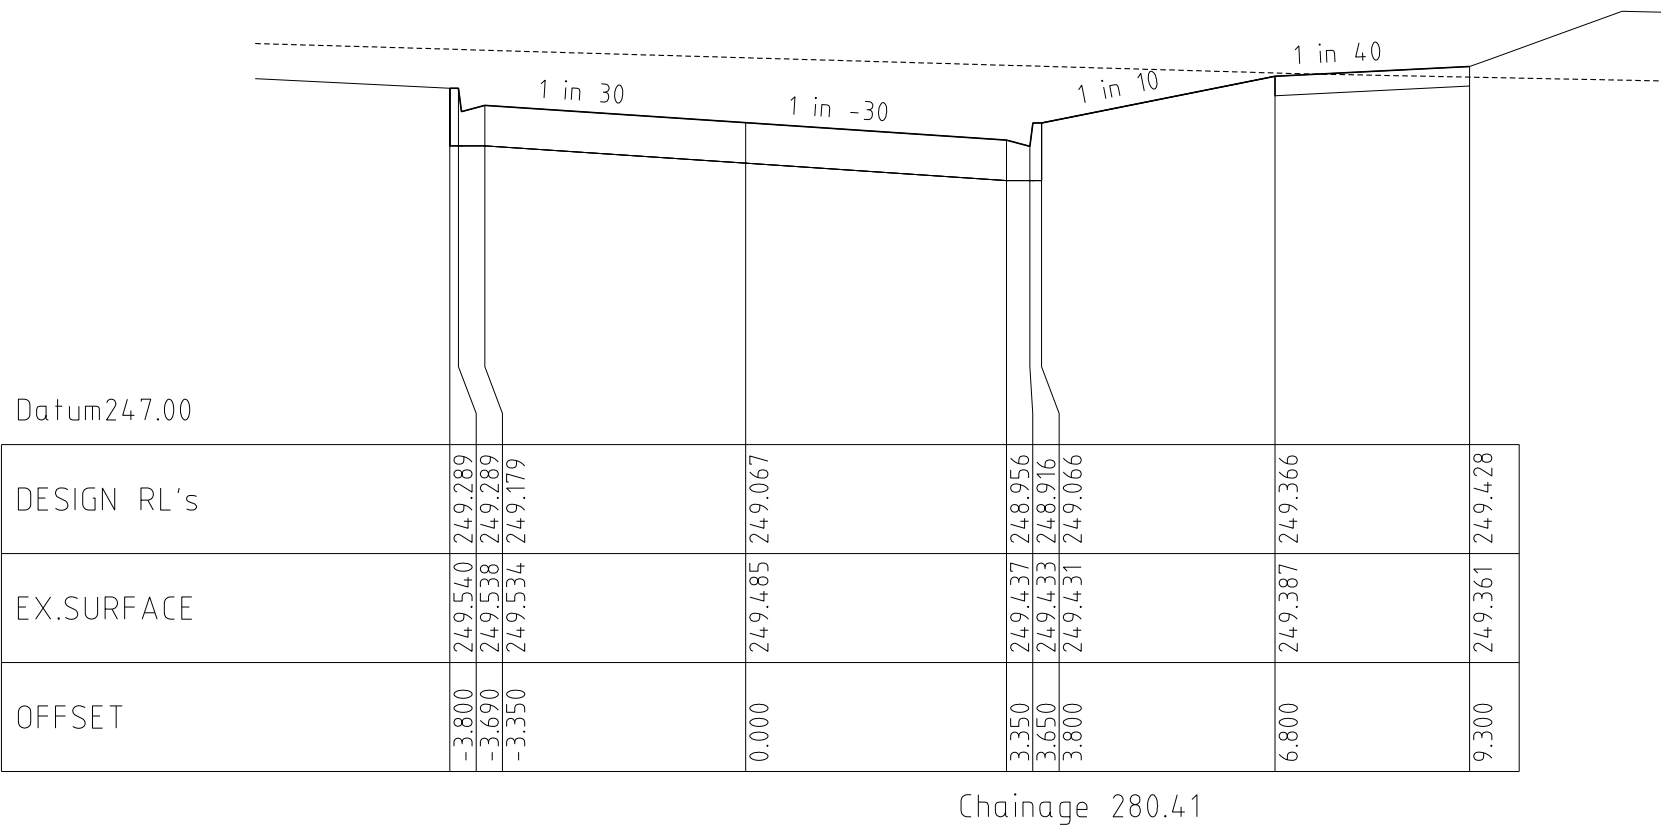 1 in 40
1 in 10
1 in 30
1 in -30
Datum247.00
DESIGN RL's 249.289 249.289 249.179 249.067 248.956 248.916 249.066 249.366 249.428
EX.SURFACE 249.540 249.538 249.534 249.485 249.437 249.433 249.431 249.387 249.361
OFFSET -3.800 -3.690 -3.350 0.000 3.350 3.650 3.800 6.800 9.300
Chainage 280.41